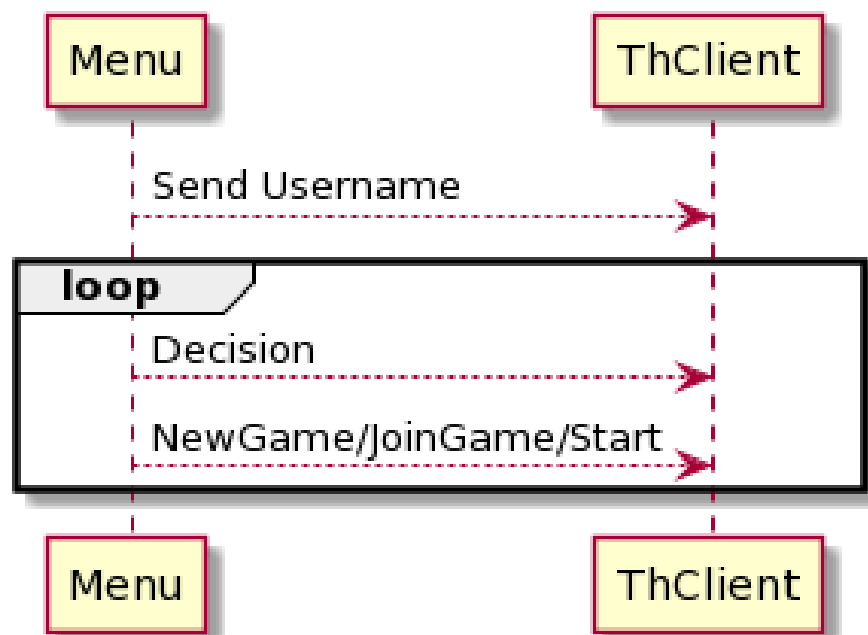 Menu
ThClient
Send Username
loop
Decision
NewGame/JoinGame/Start
Menu
ThClient